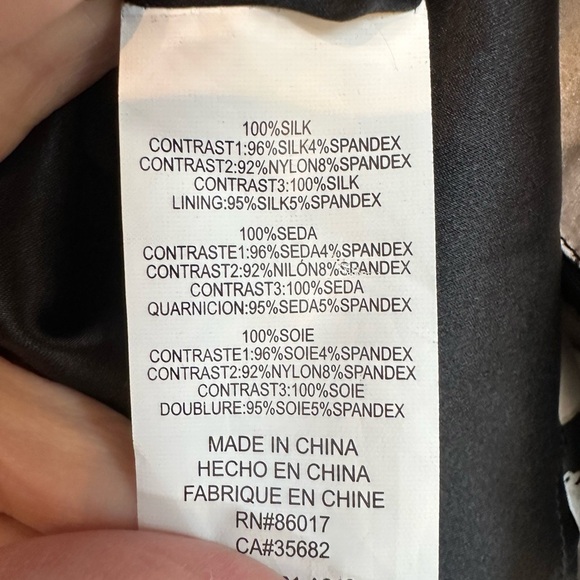 100%SILK
CONTRAST1:96%SILK4%SPANDEX
CONTRAST2:92%NYLON8%SPANDEX
CONTRAST3:100%SILK
LINING:95%SILK5%SPANDEX
100%SEDA
CONTRASTE1:96%SEDA4%SPANDEX
CONTRAST2:92%NILÓN8%SPANDEX
CONTRAST3:100%SEDA
QUARNICION:95%SEDA5%SPANDEX
100%SOIE
CONTRASTE1:96%SOIE4%SPANDEX
CONTRAST2:92%NYLON8%SPANDEX
CONTRAST3:100%SOIE
DOUBLURE:95%SOIE5%SPANDEX
MADE IN CHINA
HECHO EN CHINA
FABRIQUE EN CHINE
RN#86017
CA#35682